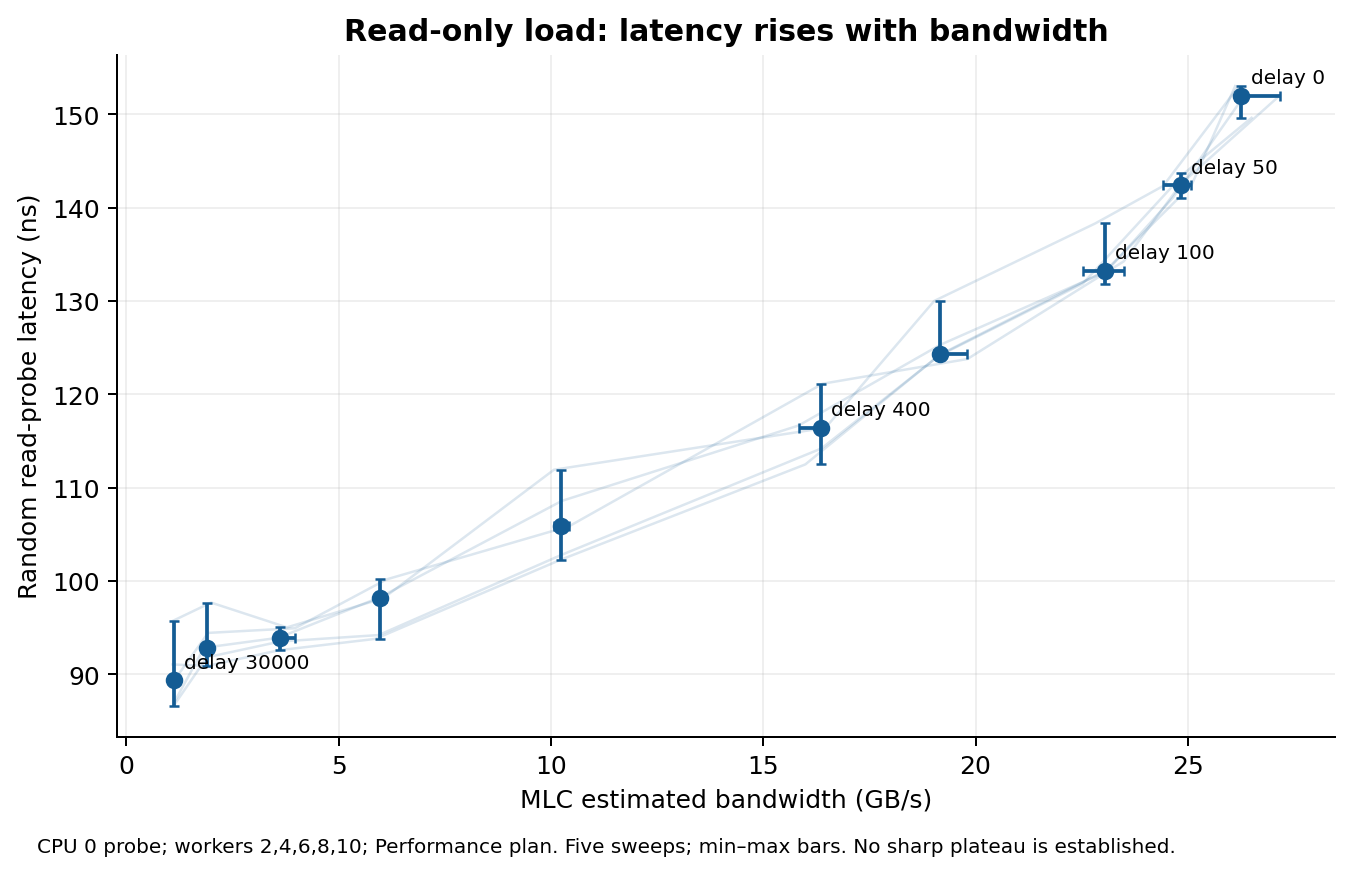 Read-only load: latency rises with bandwidth
Random read-probe latency (ns)
150
140
130
120
110
100
90
delay 0
delay 50
delay 100
delay 400
delay 30000
0 5 10 15 20 25
MLC estimated bandwidth (GB/s)
CPU 0 probe; workers 2,4,6,8,10; Performance plan. Five sweeps; min–max bars. No sharp plateau is established.